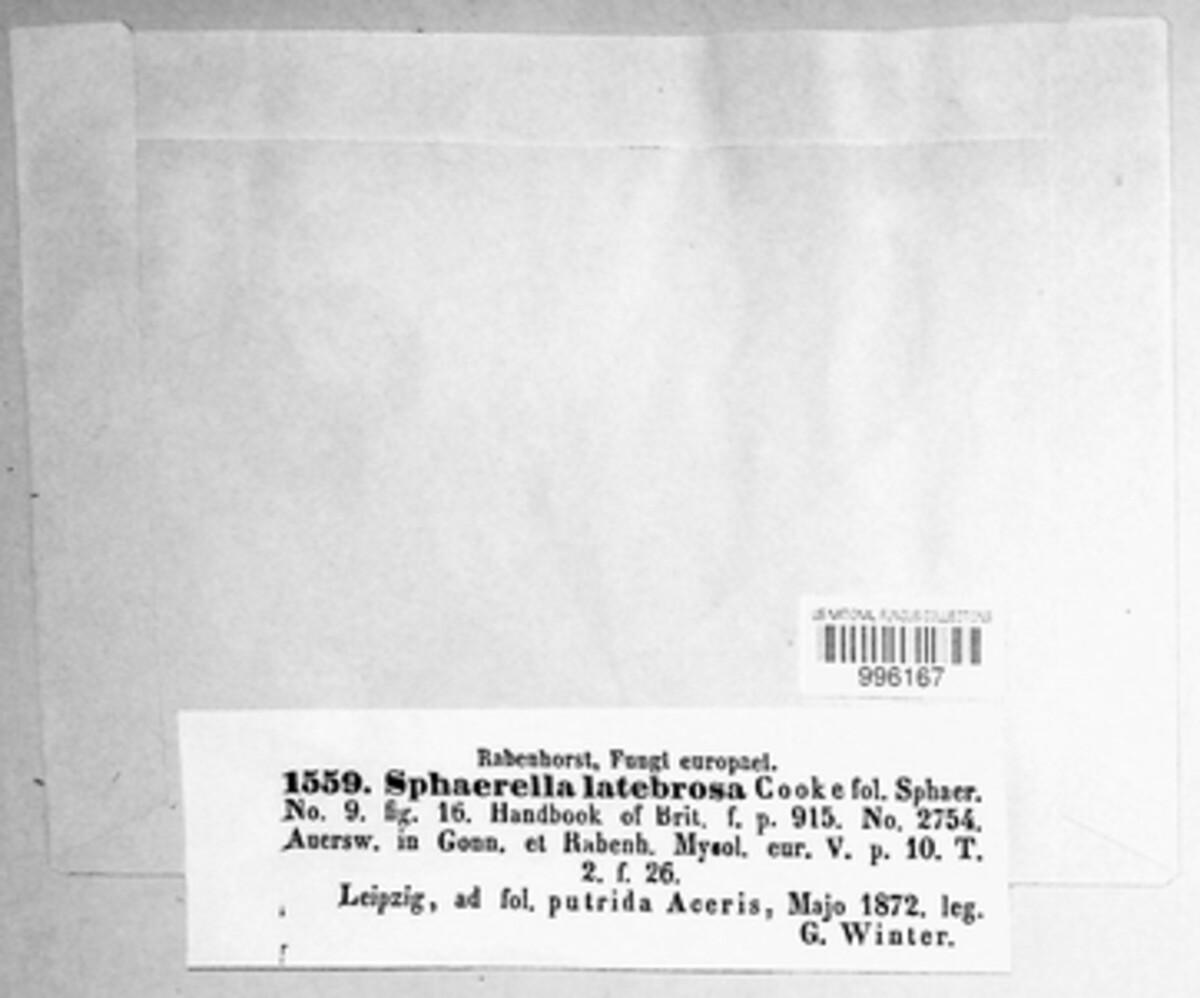 US NATIONAL FUNGUS COLLECTIONS
996167
Rabenhorst, Fungi europaei.
1559. Sphaerella latebrosa Cooke fol. Sphaer.
No. 9. fig. 16. Handbook of Brit. f. p. 915. No. 2754.
Auersw. in Gonn. et Rabenh. Mycol. eur. V. p. 10. T.
2. f. 26.
Leipzig, ad fol. putrida Aceris, Majo 1872. leg.
G. Winter.